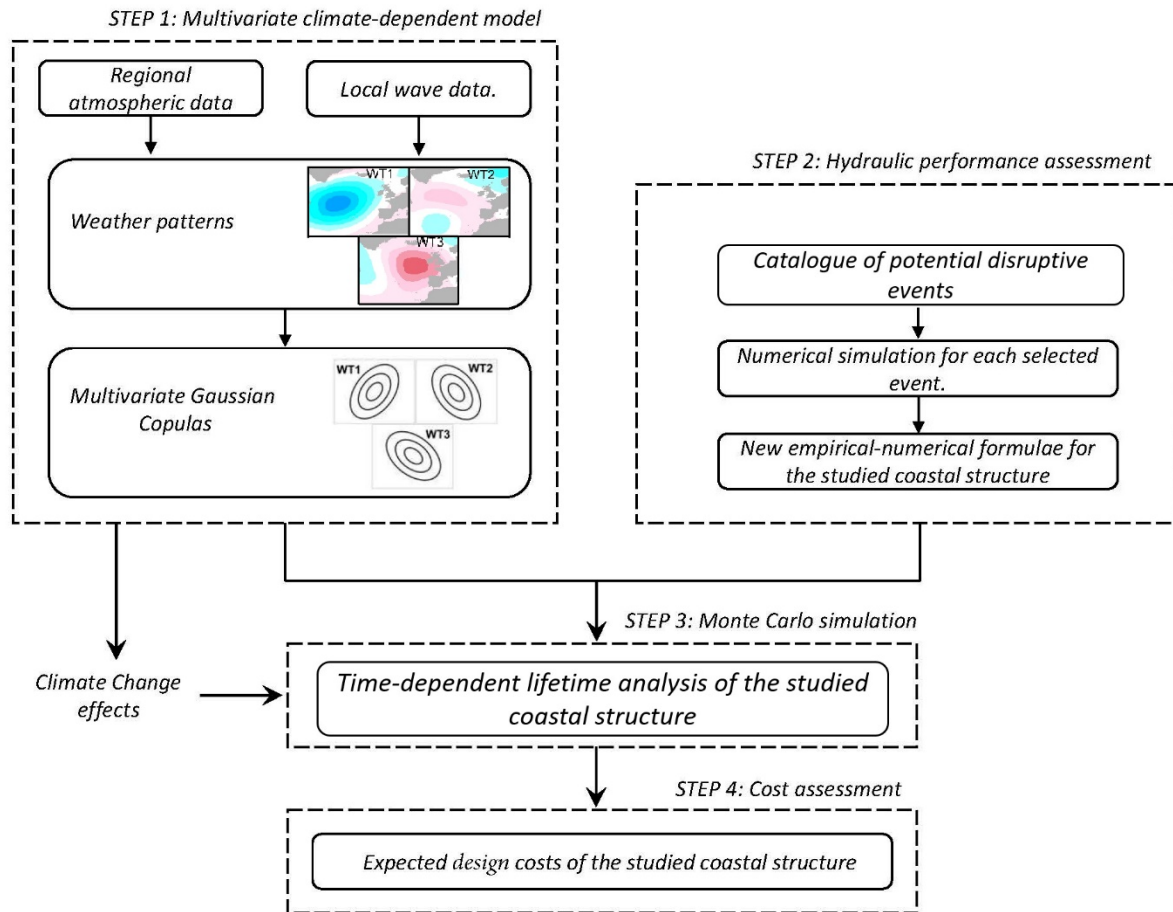 STEP 1: Multivariate climate-dependent model
Regional
atmospheric data
Local wave data.
Weather patterns
WT1
WT2
WT3
Multivariate Gaussian
Copulas
WT1
WT2
WT3
STEP 2: Hydraulic performance assessment
Catalogue of potential disruptive
events
Numerical simulation for each selected
event.
New empirical-numerical formulae for
the studied coastal structure
STEP 3: Monte Carlo simulation
Climate Change
effects
Time-dependent lifetime analysis of the studied
coastal structure
STEP 4: Cost assessment
Expected design costs of the studied coastal structure